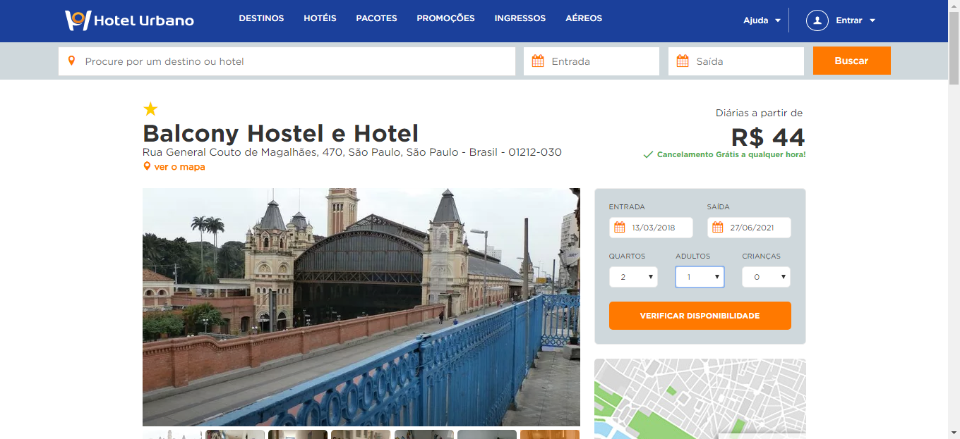 Hotel Urbano
DESTINOS HOTÉIS PACOTES PROMOÇÕES INGRESSOS AÉREOS
Ajuda Entrar
Procure por um destino ou hotel
Entrada
Saída
Buscar
Balcony Hostel e Hotel
Rua General Couto de Magalhães, 470, São Paulo, São Paulo - Brasil - 01212-030
ver o mapa
Diárias a partir de
R$ 44
Cancelamento Grátis a qualquer hora!
ENTRADA SAÍDA
13/03/2018 27/06/2021
QUARTOS ADULTOS CRIANÇAS
2 1 0
VERIFICAR DISPONIBILIDADE